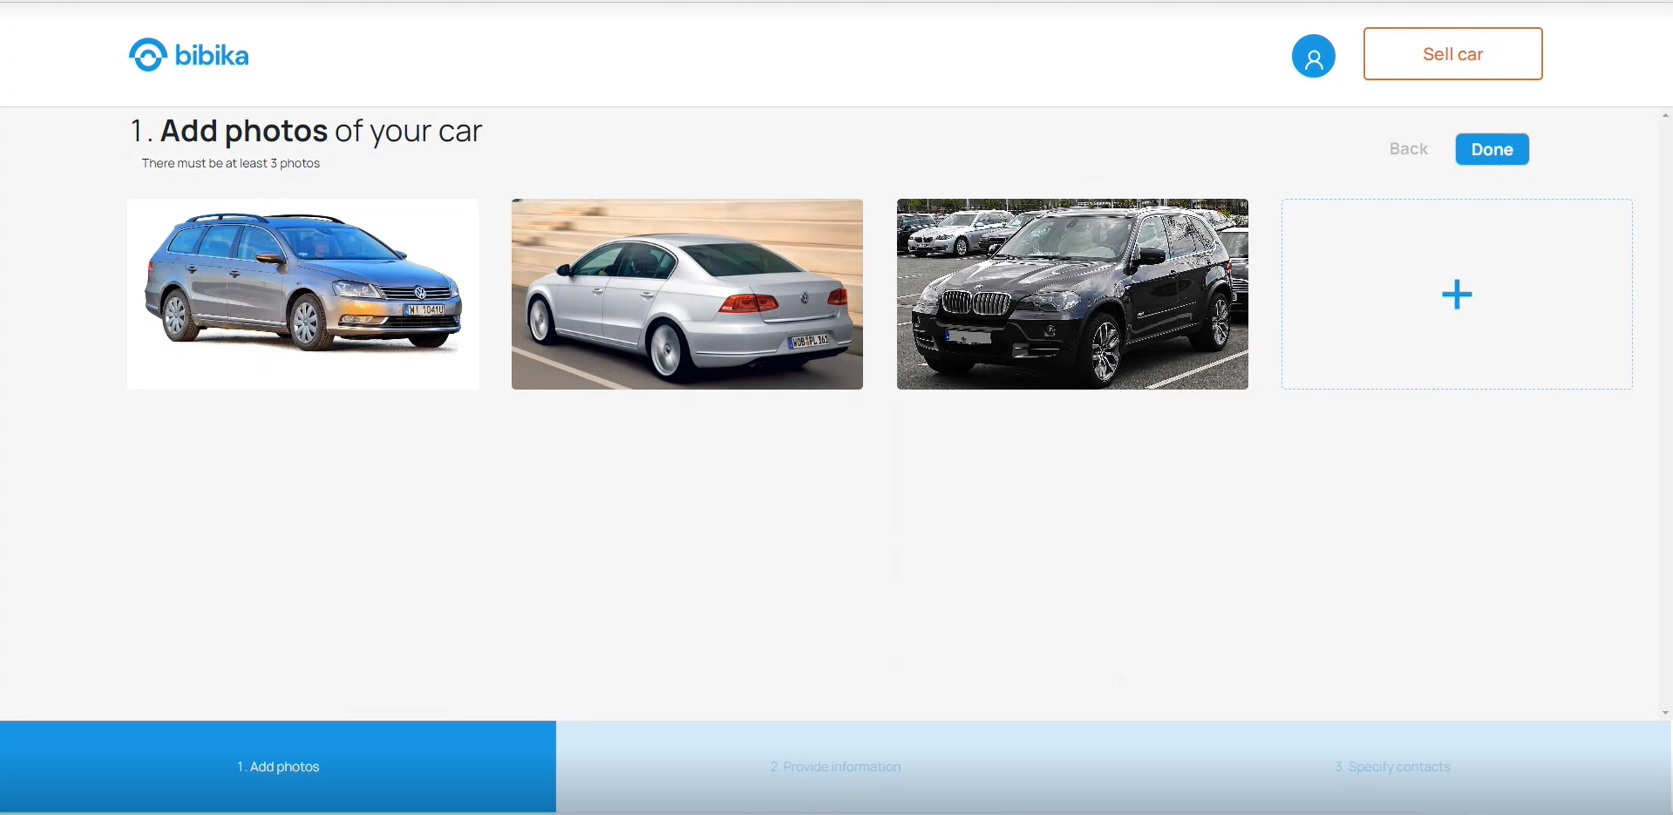 bibika
Sell car
1. Add photos of your car
There must be at least 3 photos
Back
Done
WI 1041U
WOB PL 161
1. Add photos
2. Provide information
3. Specify contacts